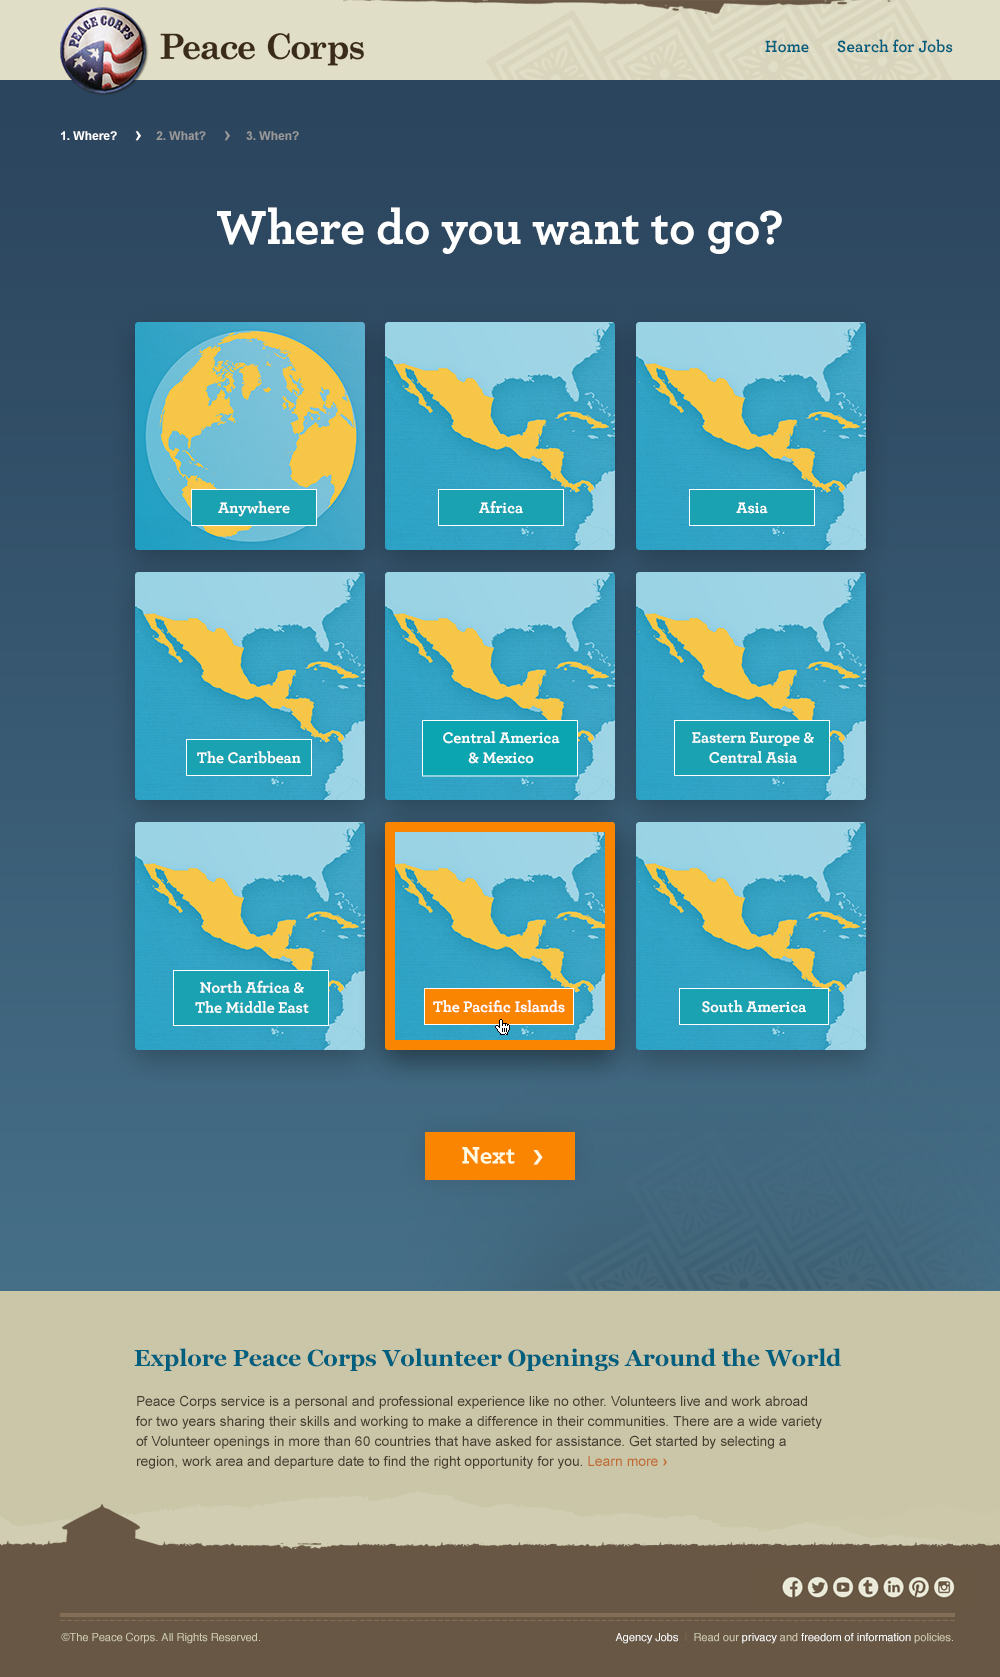 PEACE CORPS
Peace Corps
Home
Search for Jobs
1. Where? › 2. What? › 3. When?
Where do you want to go?
Anywhere
Africa
Asia
The Caribbean
Central America
& Mexico
Eastern Europe &
Central Asia
North Africa &
The Middle East
The Pacific Islands
South America
Next ›
Explore Peace Corps Volunteer Openings Around the World
Peace Corps service is a personal and professional experience like no other. Volunteers live and work abroad
for two years sharing their skills and working to make a difference in their communities. There are a wide variety
of Volunteer openings in more than 60 countries that have asked for assistance. Get started by selecting a
region, work area and departure date to find the right opportunity for you. Learn more ›
©The Peace Corps. All Rights Reserved.
Agency Jobs | Read our privacy and freedom of information policies.